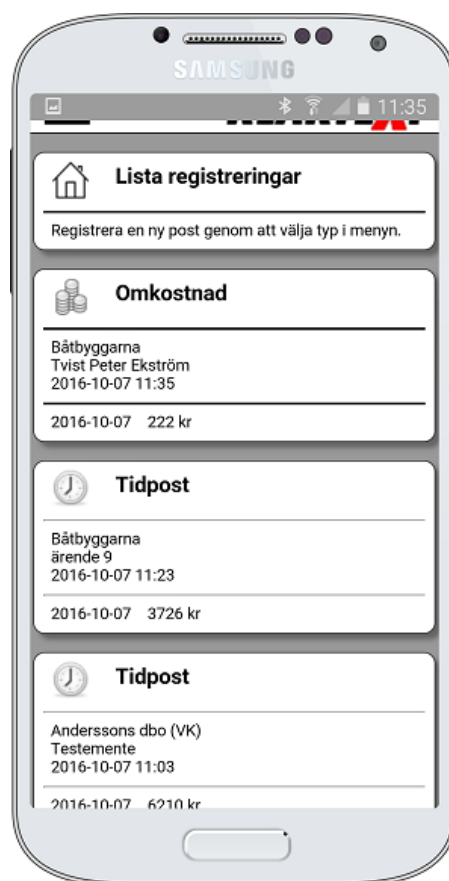 SAMSUNG
11:35
Lista registreringar
Registrera en ny post genom att välja typ i menyn.
Omkostnad
Båtbyggarna
Tvist Peter Ekström
2016-10-07 11:35
2016-10-07 222 kr
Tidpost
Båtbyggarna
ärende 9
2016-10-07 11:23
2016-10-07 3726 kr
Tidpost
Anderssons dbo (VK)
Testemente
2016-10-07 11:03
2016-10-07 6210 kr